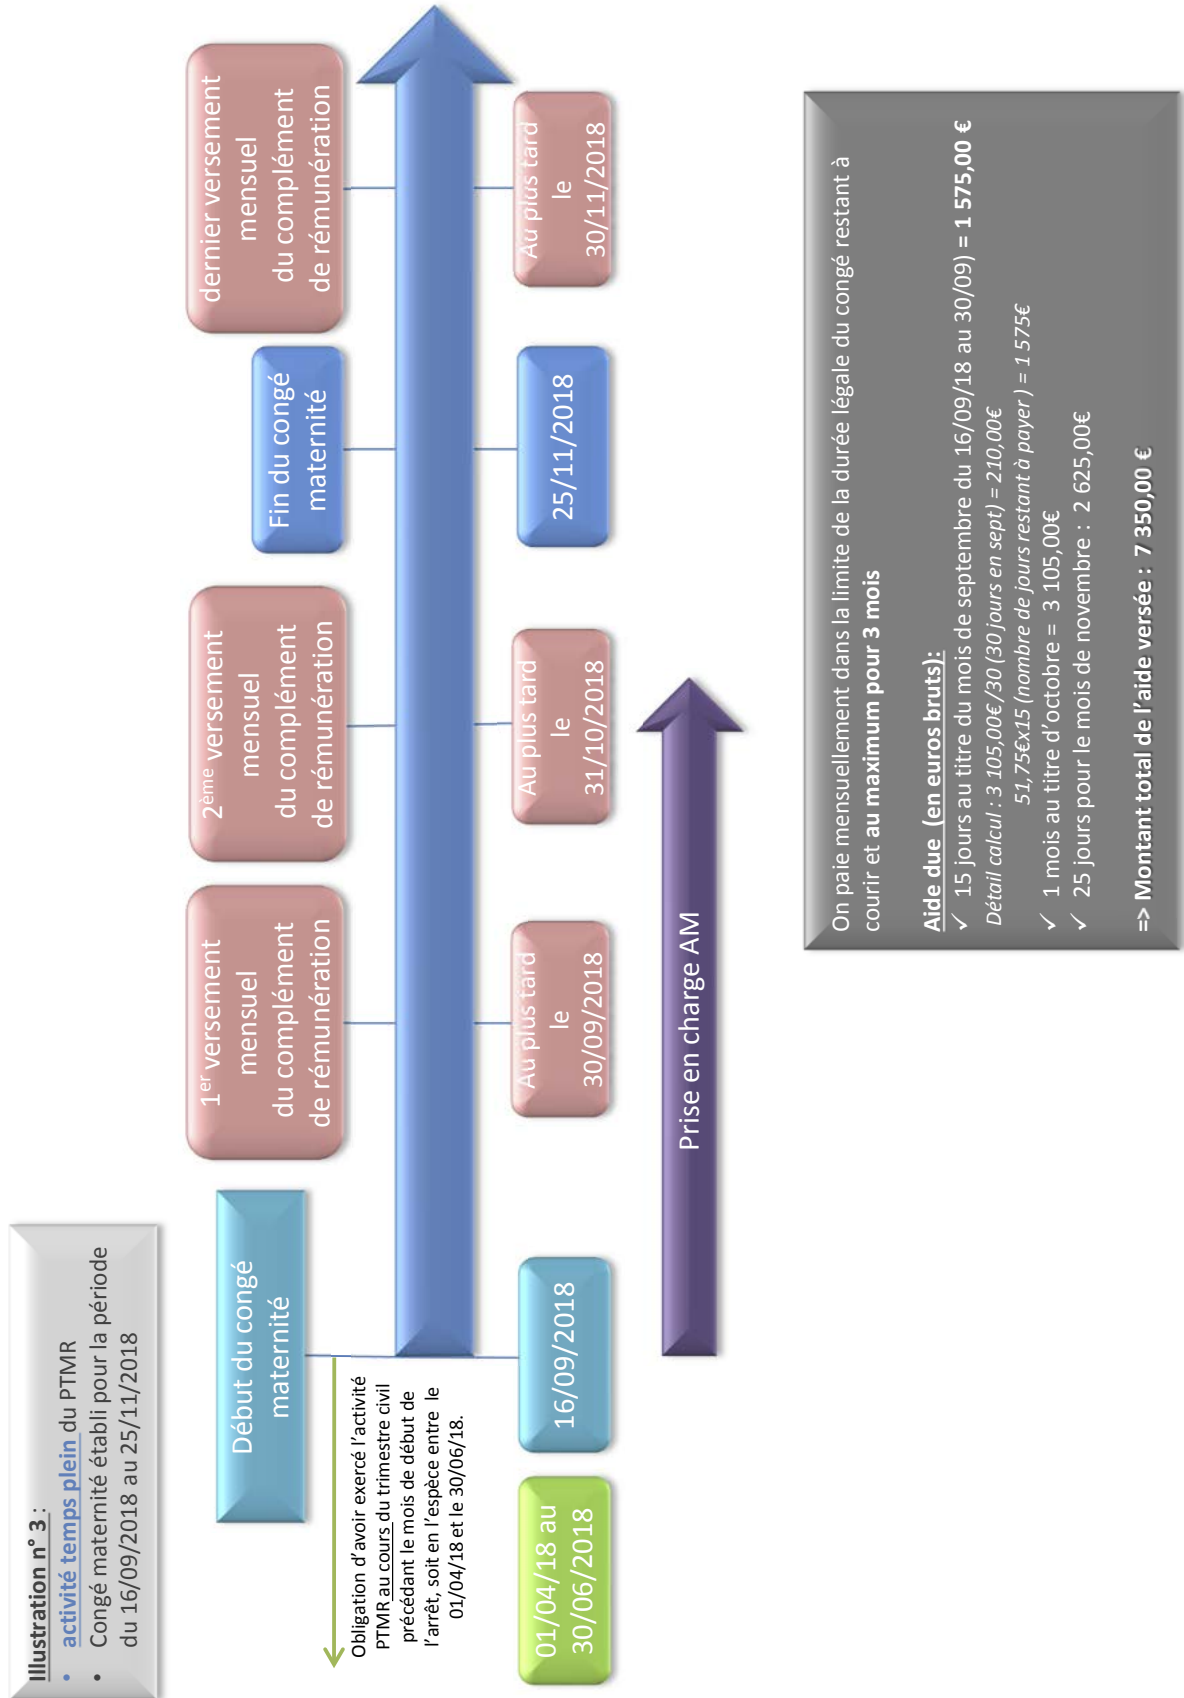 Illustration n° 3 :
• activité temps plein du PTMR
• Congé maternité établi pour la période
du 16/09/2018 au 25/11/2018
Début du congé
maternité
1er versement
mensuel
du complément
de rémunération
2ème versement
mensuel
du complément
de rémunération
Fin du congé
maternité
dernier versement
mensuel
du complément
de rémunération
Obligation d'avoir exercé l'activité
PTMR au cours du trimestre civil
précédant le mois de début de
l'arrêt, soit en l'espèce entre le
01/04/18 et le 30/06/18.
01/04/18 au
30/06/2018
16/09/2018
Au plus tard
le
30/09/2018
Au plus tard
le
31/10/2018
25/11/2018
Au plus tard
le
30/11/2018
Prise en charge AM
On paie mensuellement dans la limite de la durée légale du congé restant à
courir et au maximum pour 3 mois
Aide due (en euros bruts):
✓ 15 jours au titre du mois de septembre du 16/09/18 au 30/09) = 1 575,00 €
Détail calcul : 3 105,00€ /30 (30 jours en sept) = 210,00€
51,75€x15 (nombre de jours restant à payer ) = 1 575€
✓ 1 mois au titre d'octobre = 3 105,00€
✓ 25 jours pour le mois de novembre : 2 625,00€
=> Montant total de l'aide versée : 7 350,00 €